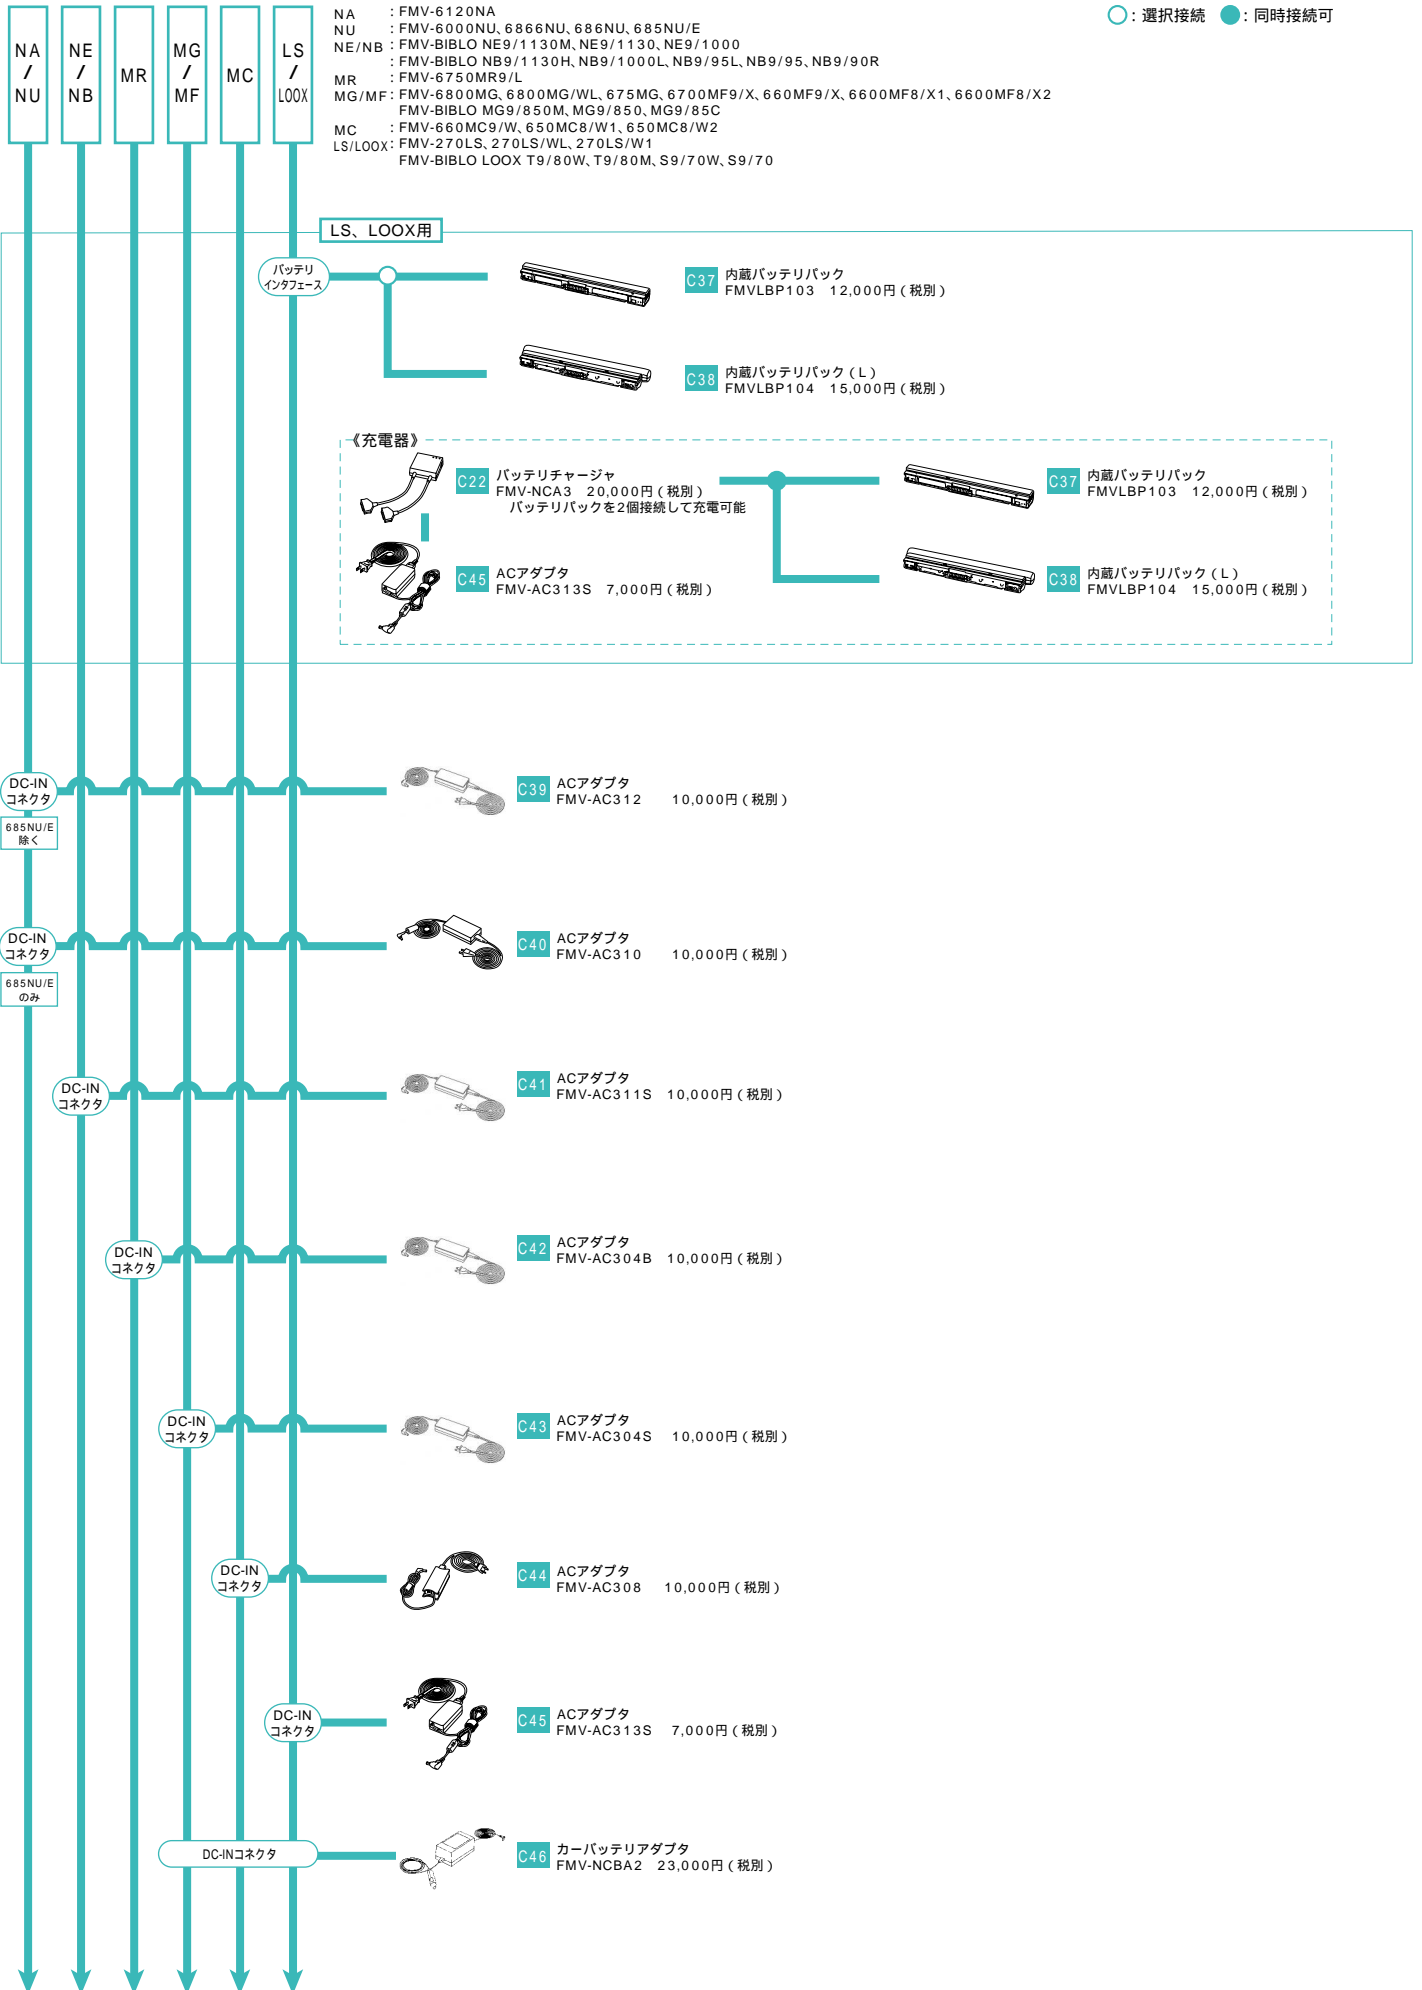 NA/NU
NE/NB
MR
MG/MF
MC
LS/LOOX
NA : FMV-6120NA
NU : FMV-6000NU、6866NU、686NU、685NU/E
NE/NB : FMV-BIBLO NE9/1130M、NE9/1130、NE9/1000
: FMV-BIBLO NB9/1130H、NB9/1000L、NB9/95L、NB9/95、NB9/90R
MR : FMV-6750MR9/L
MG/MF : FMV-6800MG、6800MG/WL、675MG、6700MF9/X、660MF9/X、6600MF8/X1、6600MF8/X2
FMV-BIBLO MG9/850M、MG9/850、MG9/85C
MC : FMV-660MC9/W、650MC8/W1、650MC8/W2
LS/LOOX : FMV-270LS、270LS/WL、270LS/W1
FMV-BIBLO LOOX T9/80W、T9/80M、S9/70W、S9/70
○：選択接続 ●：同時接続可
LS、LOOX用
バッテリ
インタフェース
C37 内蔵バッテリパック
FMVLBP103 12,000円（税別）
C38 内蔵バッテリパック（L）
FMVLBP104 15,000円（税別）
《充電器》
C22 バッテリチャージャ
FMV-NCA3 20,000円（税別）
バッテリパックを2個接続して充電可能
C37 内蔵バッテリパック
FMVLBP103 12,000円（税別）
C45 ACアダプタ
FMV-AC313S 7,000円（税別）
C38 内蔵バッテリパック（L）
FMVLBP104 15,000円（税別）
DC-IN
コネクタ
685NU/E
除く
C39 ACアダプタ
FMV-AC312 10,000円（税別）
DC-IN
コネクタ
685NU/E
のみ
C40 ACアダプタ
FMV-AC310 10,000円（税別）
DC-IN
コネクタ
C41 ACアダプタ
FMV-AC311S 10,000円（税別）
DC-IN
コネクタ
C42 ACアダプタ
FMV-AC304B 10,000円（税別）
DC-IN
コネクタ
C43 ACアダプタ
FMV-AC304S 10,000円（税別）
DC-IN
コネクタ
C44 ACアダプタ
FMV-AC308 10,000円（税別）
DC-IN
コネクタ
C45 ACアダプタ
FMV-AC313S 7,000円（税別）
DC-INコネクタ
C46 カーバッテリアダプタ
FMV-NCBA2 23,000円（税別）